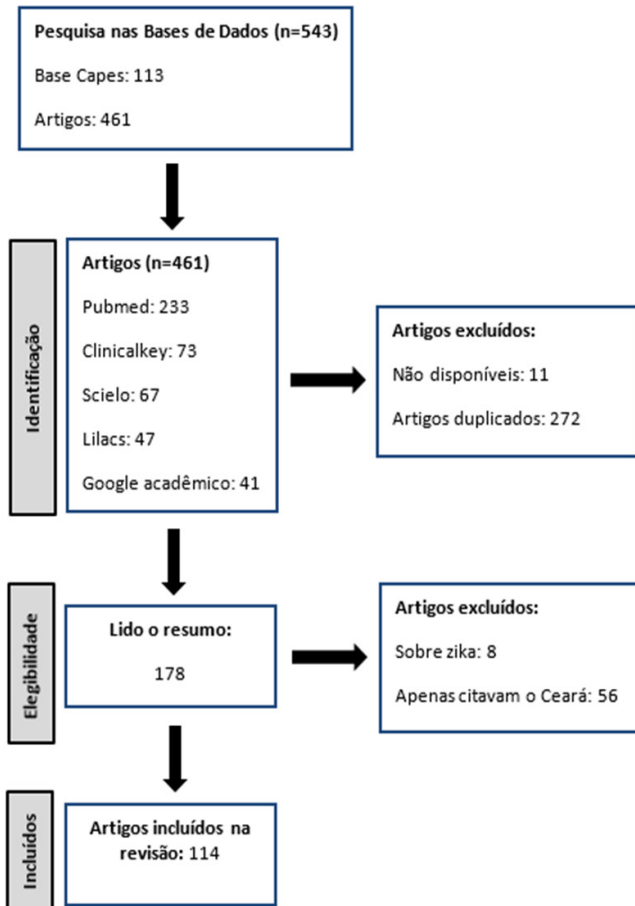 Pesquisa nas Bases de Dados (n=543)
Base Capes: 113
Artigos: 461
Identificação
Artigos (n=461)
Pubmed: 233
Clinicalkey: 73
Scielo: 67
Lilacs: 47
Google acadêmico: 41
Artigos excluídos:
Não disponíveis: 11
Artigos duplicados: 272
Elegibilidade
Lido o resumo:
178
Artigos excluídos:
Sobre zika: 8
Apenas citavam o Ceará: 56
Incluídos
Artigos incluídos na
revisão: 114